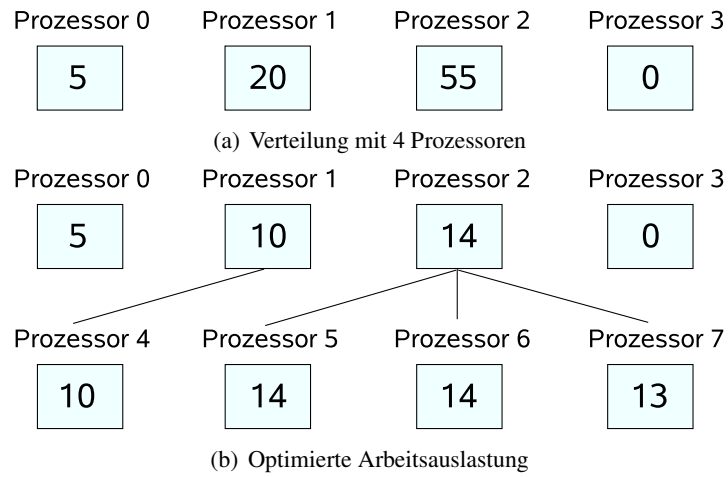 Prozessor 0 Prozessor 1 Prozessor 2 Prozessor 3
5 20 55 0
(a) Verteilung mit 4 Prozessoren
Prozessor 0 Prozessor 1 Prozessor 2 Prozessor 3
5 10 14 0
Prozessor 4 Prozessor 5 Prozessor 6 Prozessor 7
10 14 14 13
(b) Optimierte Arbeitsauslastung